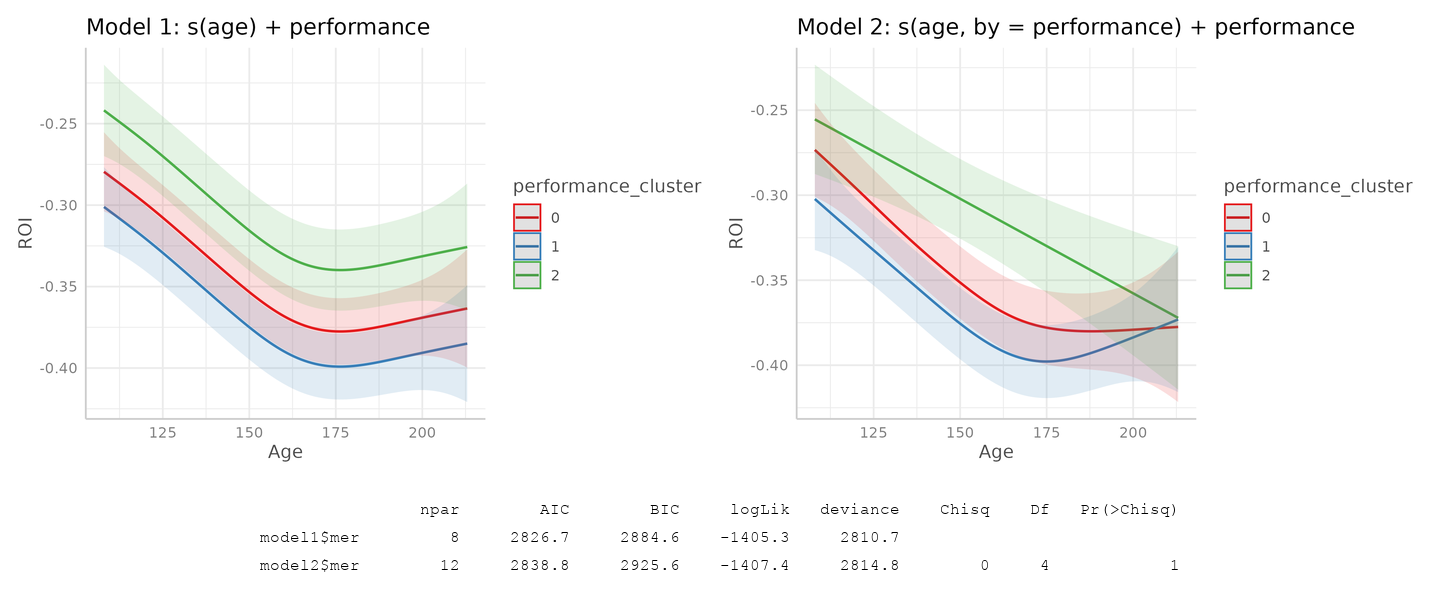 Model 1: s(age) + performance
-0.25
-0.30
-0.35
-0.40
ROI
125 150 175 200
Age
performance_cluster
0
1
2
Model 2: s(age, by = performance) + performance
-0.25
-0.30
-0.35
-0.40
ROI
125 150 175 200
Age
performance_cluster
0
1
2
npar AIC BIC logLik deviance Chisq Df Pr(>Chisq)
model1$mer 8 2826.7 2884.6 -1405.3 2810.7
model2$mer 12 2838.8 2925.6 -1407.4 2814.8 0 4 1